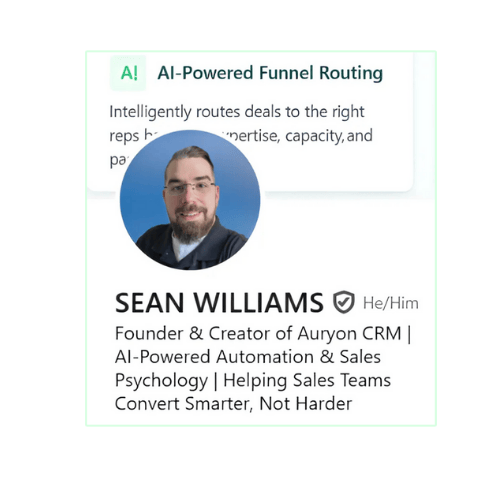 A! AI-Powered Funnel Routing
Intelligently routes deals to the right
reps expertise, capacity, and
SEAN WILLIAMS He/Him
Founder & Creator of Auryon CRM |
AI-Powered Automation & Sales
Psychology | Helping Sales Teams
Convert Smarter, Not Harder